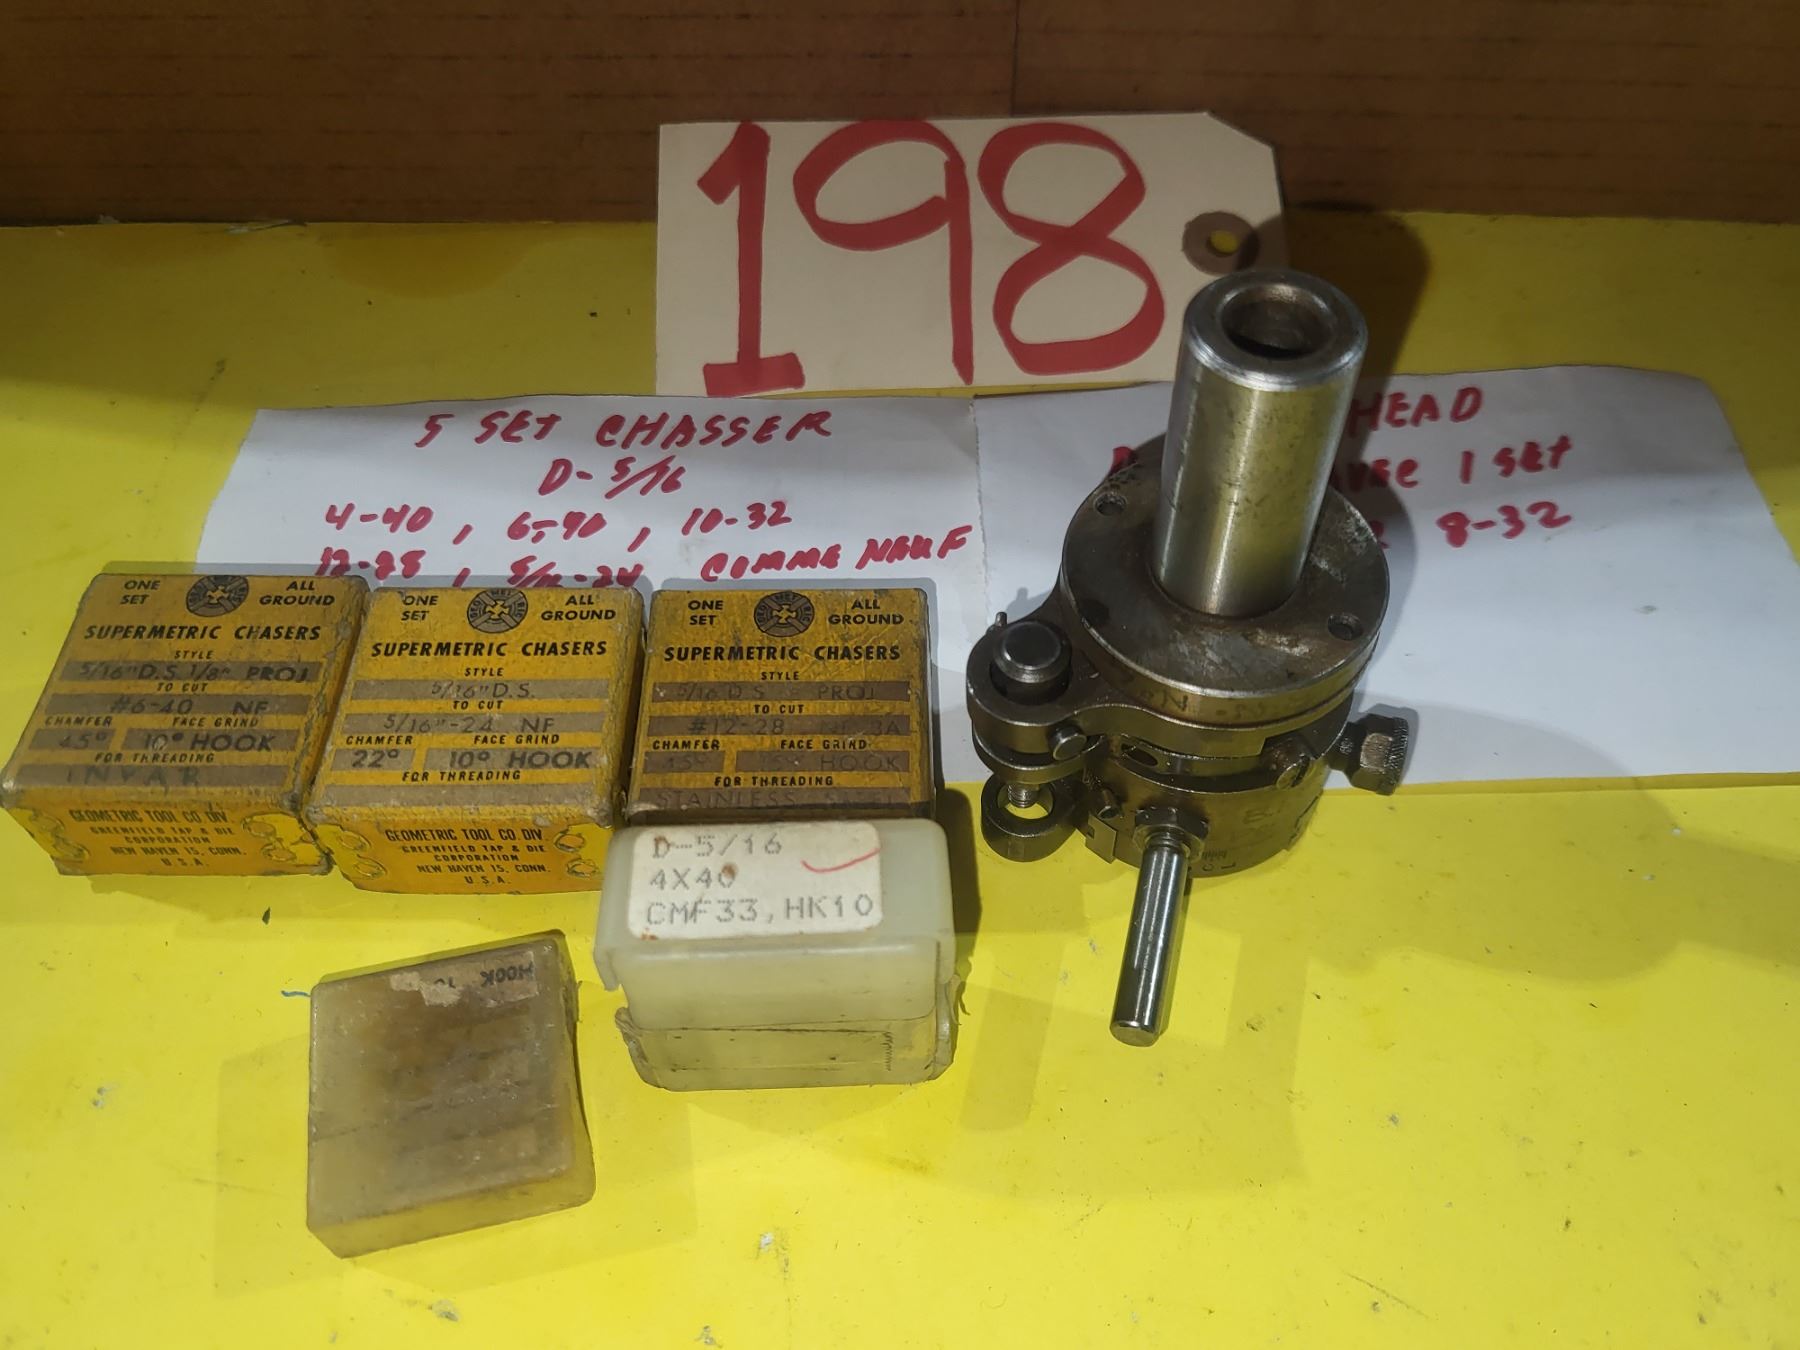 198
5 SET CHASSER
D-5/16
4-40, 6-40, 10-32
12-28, 5/16-24 COMME NEUF
HEAD
1 SET
8-32
ONE SET
ALL GROUND
SUPERMETRIC CHASERS
STYLE
5/16" D.S. 1/8" PROJ
TO CUT
#6-40 NF
CHAMFER FACE GRIND
45° 10° HOOK
FOR THREADING
INVAR
GEOMETRIC TOOL CO DIV
GREENFIELD TAP & DIE
CORPORATION
NEW HAVEN 15, CONN.
U.S.A.
ONE SET
ALL GROUND
SUPERMETRIC CHASERS
STYLE
5/16" D.S.
TO CUT
5/16"-24 NF
CHAMFER FACE GRIND
22° 10° HOOK
FOR THREADING
GEOMETRIC TOOL CO DIV
GREENFIELD TAP & DIE
CORPORATION
NEW HAVEN 15, CONN.
U.S.A.
ONE SET
ALL GROUND
SUPERMETRIC CHASERS
STYLE
5/16 D.S. PROJ
TO CUT
#12-28 3A
CHAMFER FACE GRIND
45° HOOK
FOR THREADING
STAINLESS
D-5/16
4X40
CMF33, HK10
HOOK